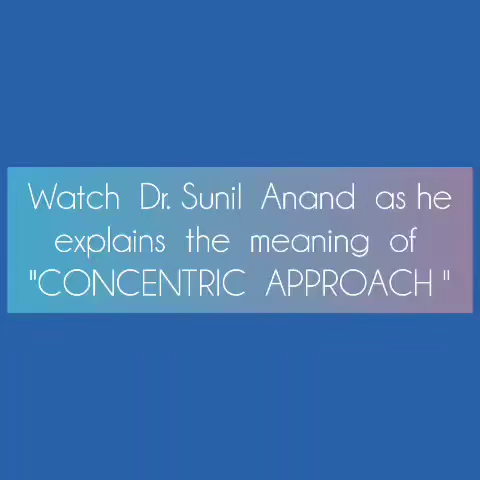 Watch Dr. Sunil Anand as he
explains the meaning of
"CONCENTRIC APPROACH "